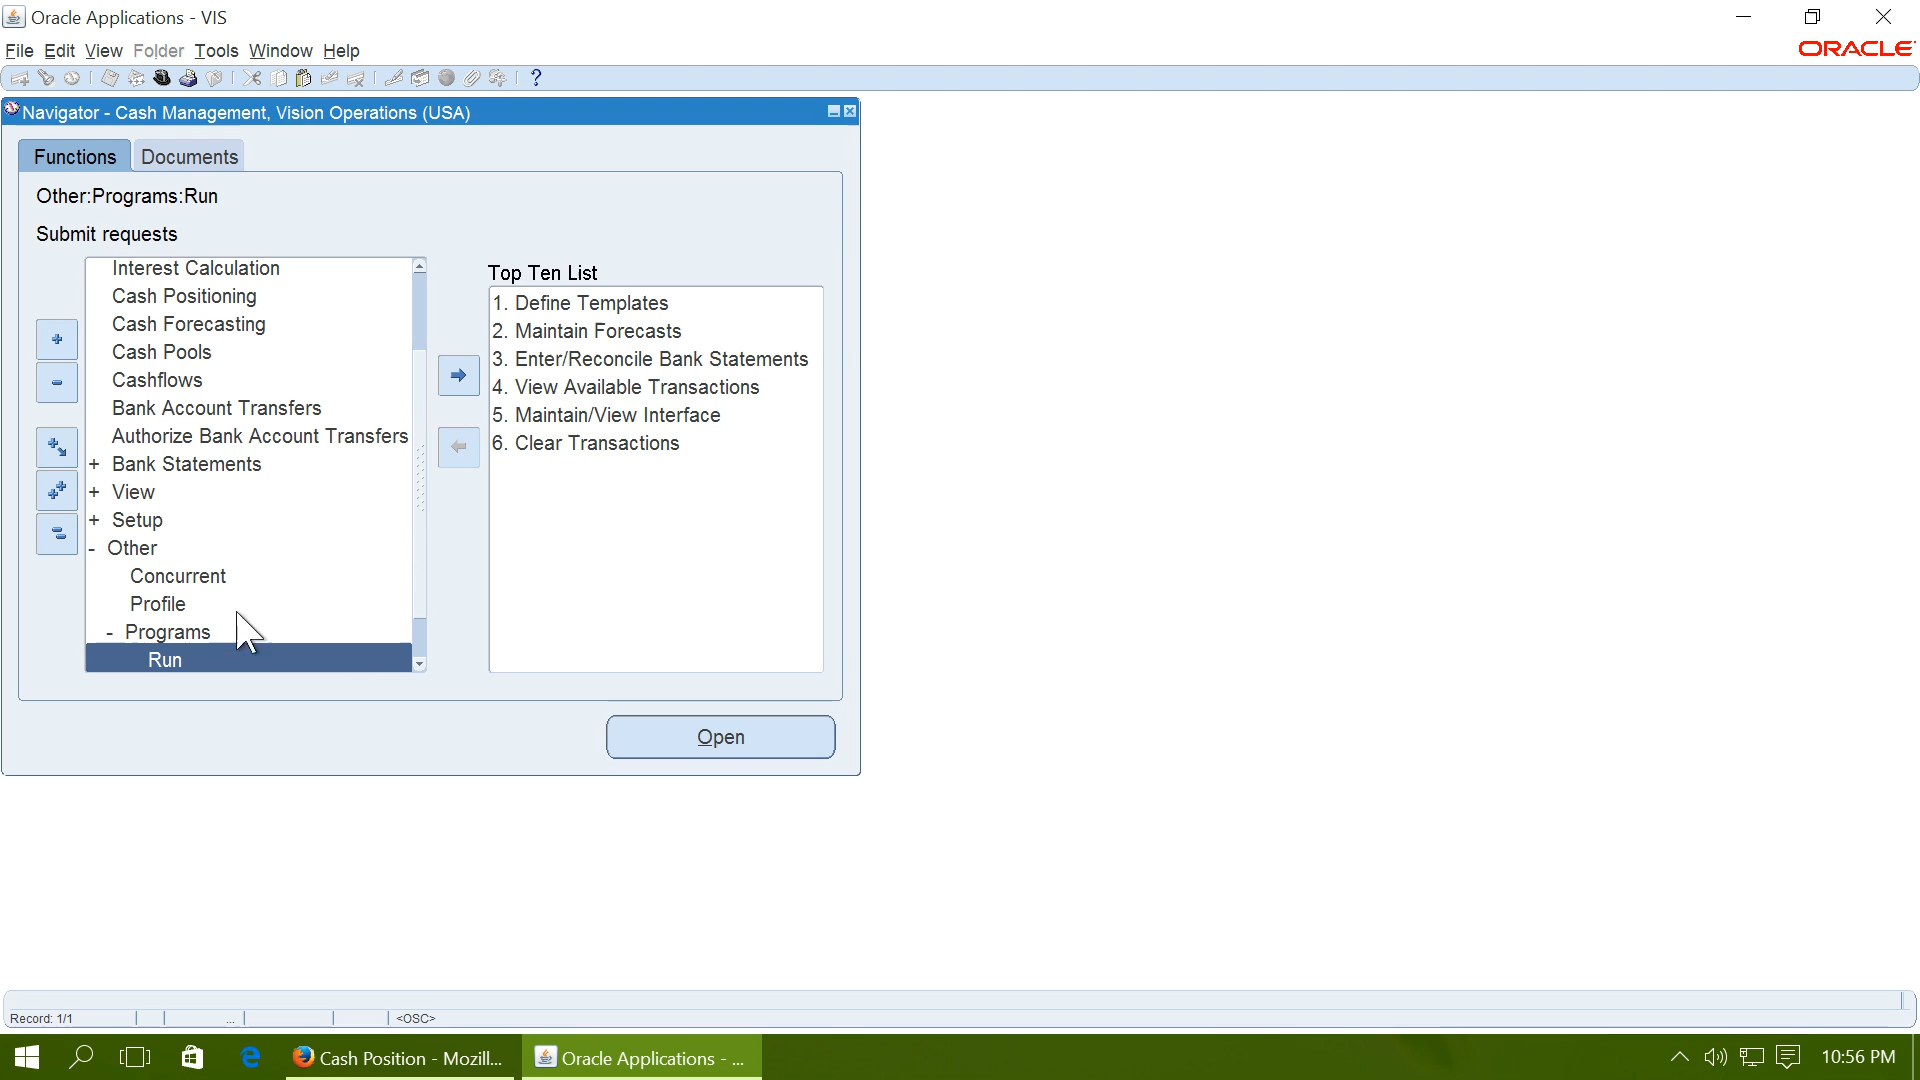 Oracle Applications - VIS
File Edit View Folder Tools Window Help
ORACLE
Navigator - Cash Management, Vision Operations (USA)
Functions Documents
Other:Programs:Run
Submit requests
Interest Calculation
Cash Positioning
Cash Forecasting
Cash Pools
Cashflows
Bank Account Transfers
Authorize Bank Account Transfers
+ Bank Statements
+ View
+ Setup
- Other
Concurrent
Profile
- Programs
Run
Top Ten List
1. Define Templates
2. Maintain Forecasts
3. Enter/Reconcile Bank Statements
4. View Available Transactions
5. Maintain/View Interface
6. Clear Transactions
Open
Record: 1/1 ... <OSC>
Cash Position - Mozill... Oracle Applications - ... 10:56 PM